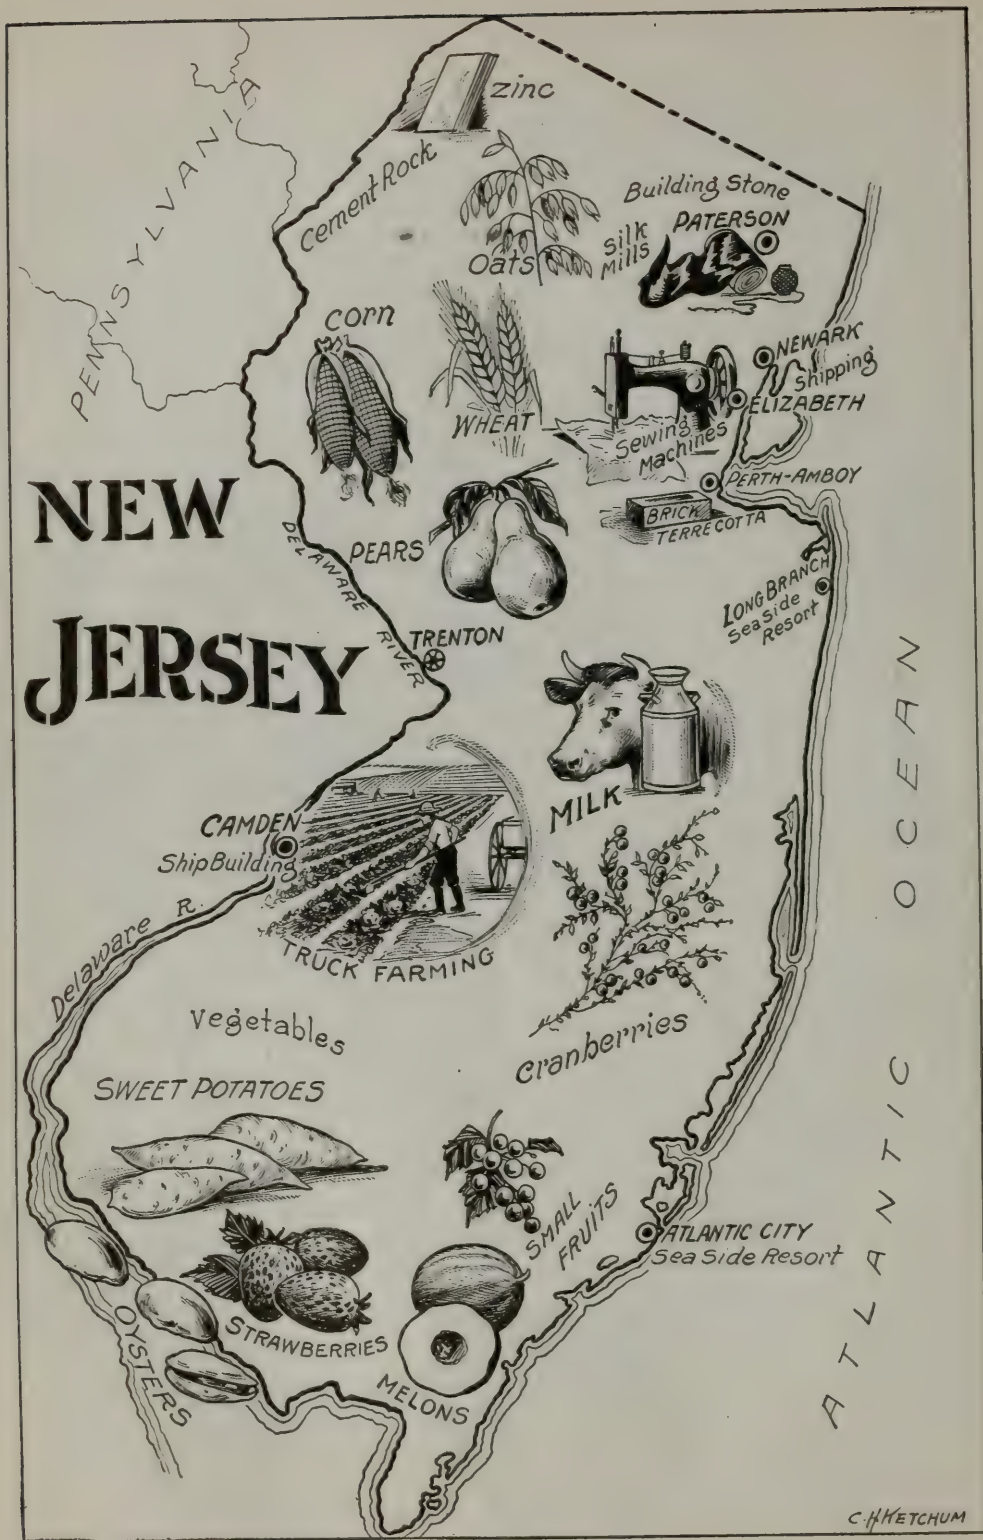 zinc
PENNSYLVANIA
Cement Rock
Oats
Building Stone
PATERSON
Silk
Mills
Corn
WHEAT
NEWARK
Shipping
ELIZABETH
Sewing
Machines
NEW
JERSEY
PERTH-AMBOY
BRICK
TERRE COTTA
PEARS
DELAWARE RIVER
LONG BRANCH
Sea Side
Resort
TRENTON
MILK
CAMDEN
Ship Building
TRUCK FARMING
Delaware R.
Cranberries
Vegetables
SWEET POTATOES
SMALL
FRUITS
ATLANTIC CITY
Sea Side Resort
STRAWBERRIES
OYSTERS
MELONS
ATLANTIC OCEAN
C.H. KETCHUM